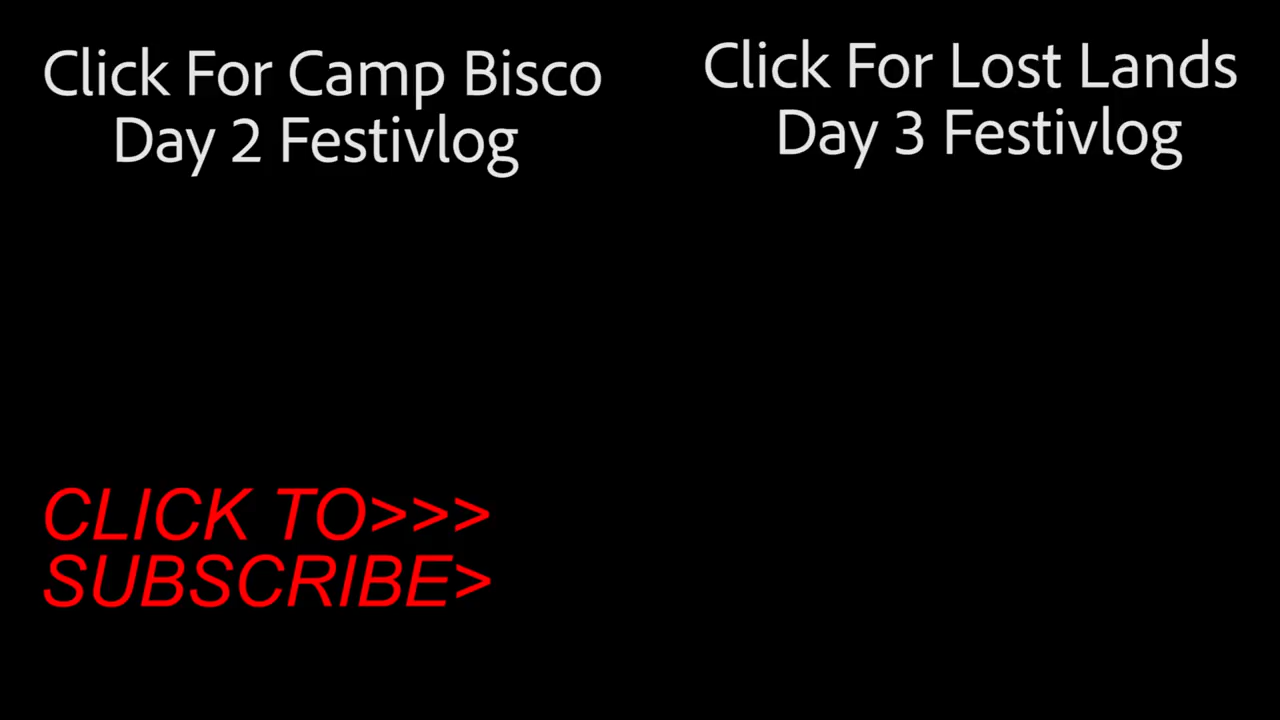 Click For Camp Bisco
Day 2 Festivlog
Click For Lost Lands
Day 3 Festivlog
CLICK TO>>>
SUBSCRIBE>